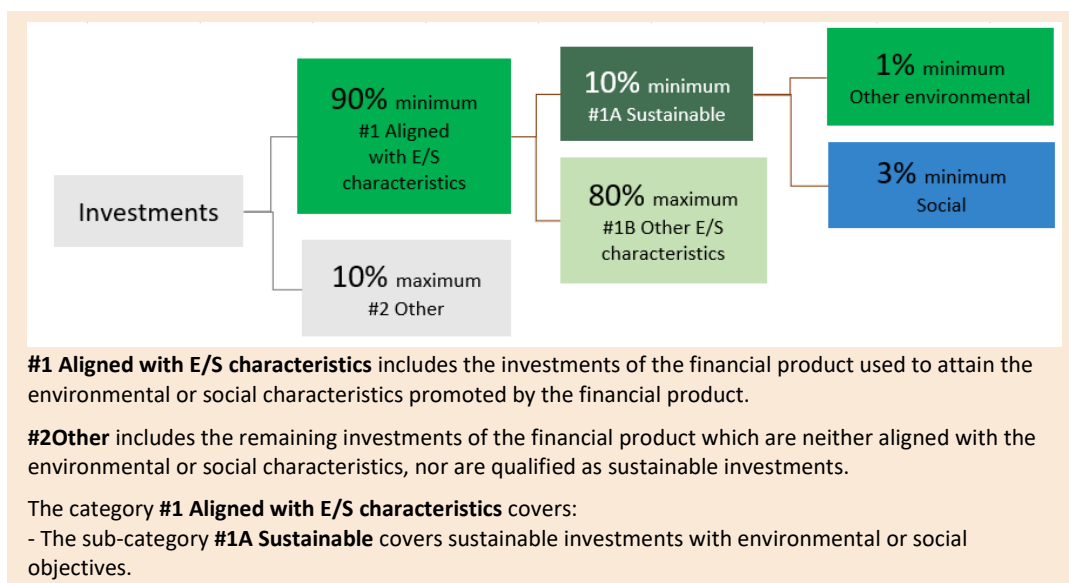 Investments
90% minimum
#1 Aligned
with E/S
characteristics
10% maximum
#2 Other
10% minimum
#1A Sustainable
80% maximum
#1B Other E/S
characteristics
1% minimum
Other environmental
3% minimum
Social
#1 Aligned with E/S characteristics includes the investments of the financial product used to attain the
environmental or social characteristics promoted by the financial product.
#2Other includes the remaining investments of the financial product which are neither aligned with the
environmental or social characteristics, nor are qualified as sustainable investments.
The category #1 Aligned with E/S characteristics covers:
- The sub-category #1A Sustainable covers sustainable investments with environmental or social
objectives.